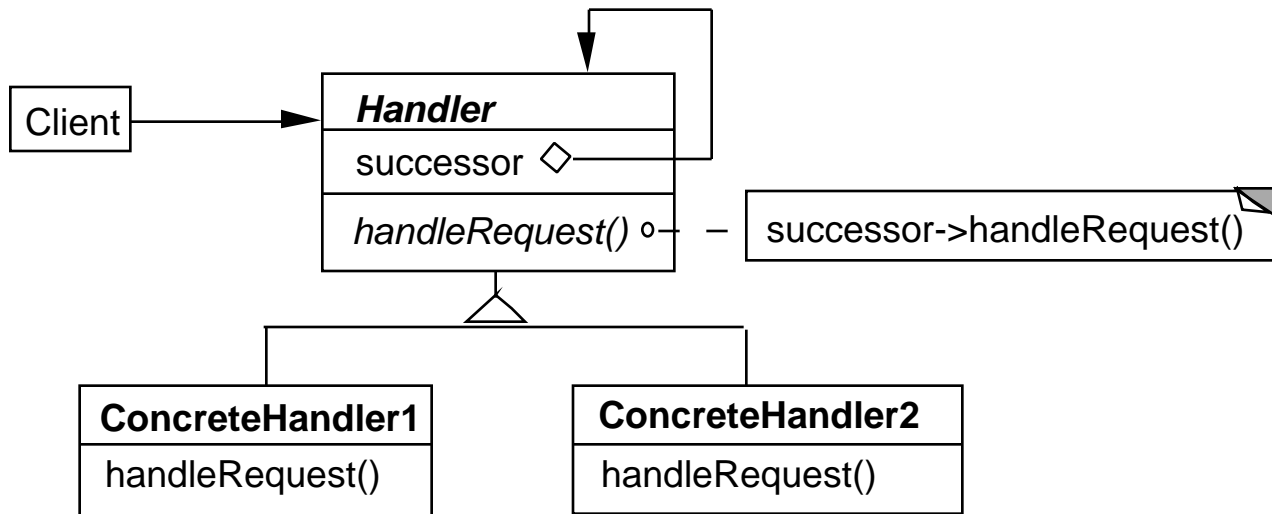 Client
Handler
successor
handleRequest()
successor->handleRequest()
ConcreteHandler1
handleRequest()
ConcreteHandler2
handleRequest()